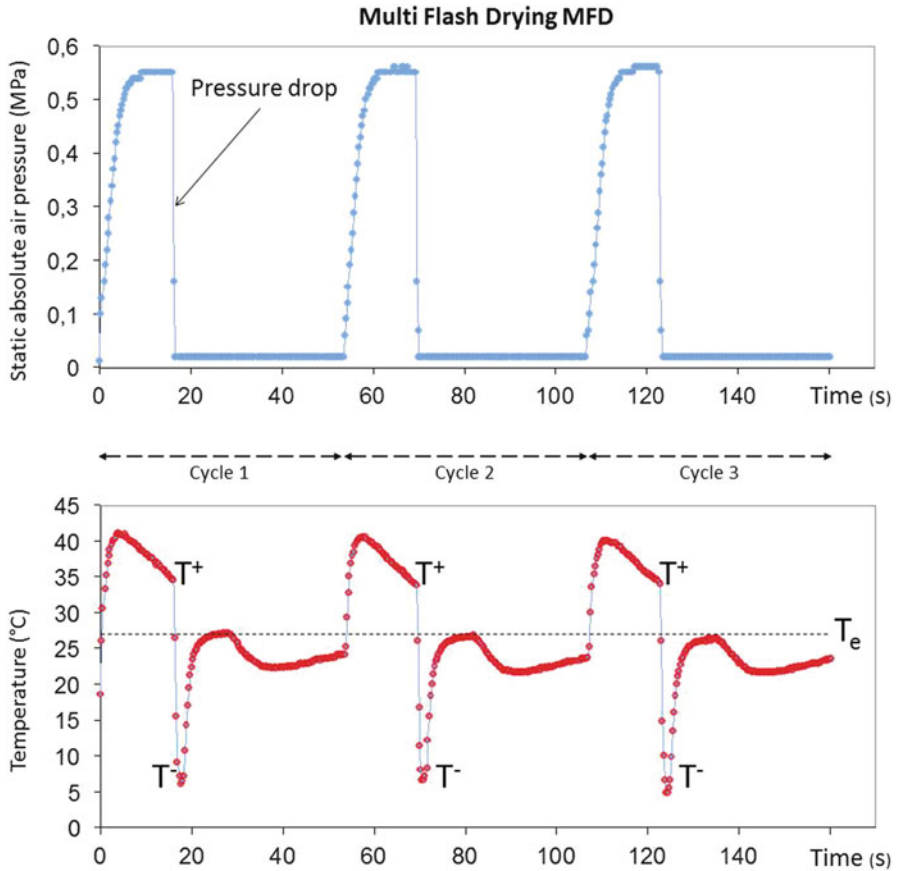 Multi Flash Drying MFD
Static absolute air pressure (MPa)
0,6
0,5
0,4
0,3
0,2
0,1
0
Pressure drop
0 20 40 60 80 100 120 140 Time (s)
Cycle 1 Cycle 2 Cycle 3
Temperature (°C)
45
40
35
30
25
20
15
10
5
0
T⁺ T⁺ T⁺
Tₑ
T⁻ T⁻ T⁻
0 20 40 60 80 100 120 140 Time (s)